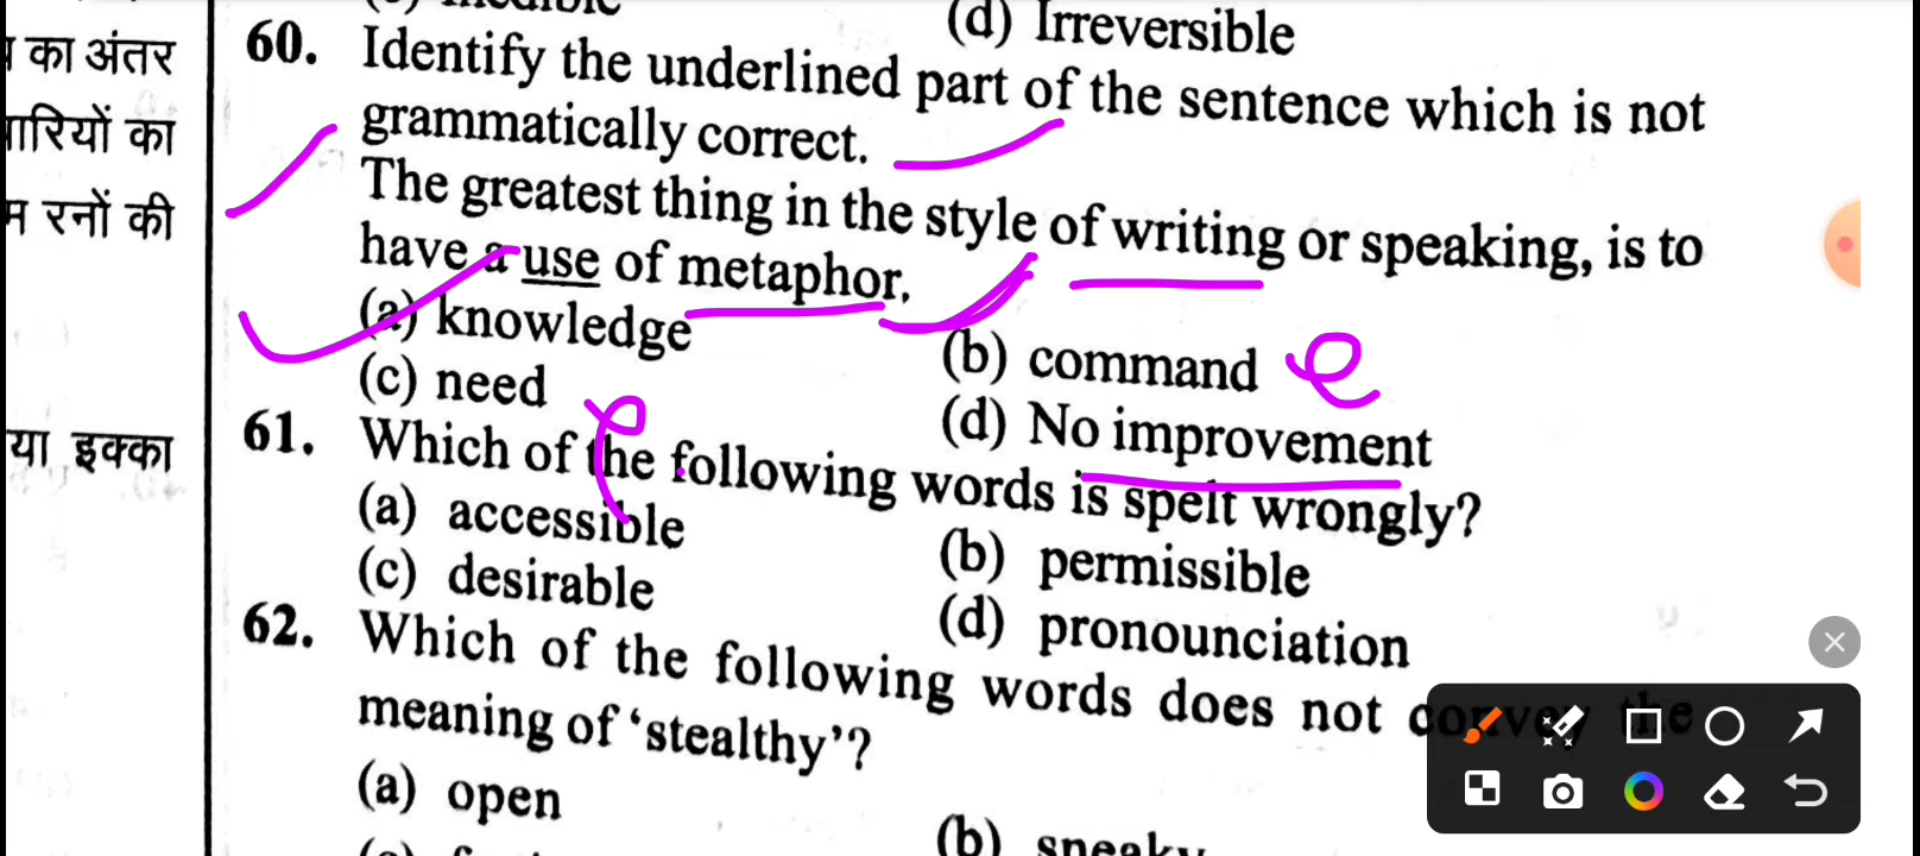 का अंतर
(d) Irreversible
60. Identify the underlined part of the sentence which is not
grammatically correct.
ारियों का
The greatest thing in the style of writing or speaking, is to
म रनों की
have a use of metaphor.
(a) knowledge
(b) command
(c) need
(d) No improvement
या इक्का
61. Which of the following words is spelt wrongly?
(a) accessible
(b) permissible
(c) desirable
(d) pronounciation
62. Which of the following words does not convey the
meaning of ‘stealthy’?
(a) open
(b) sneaky